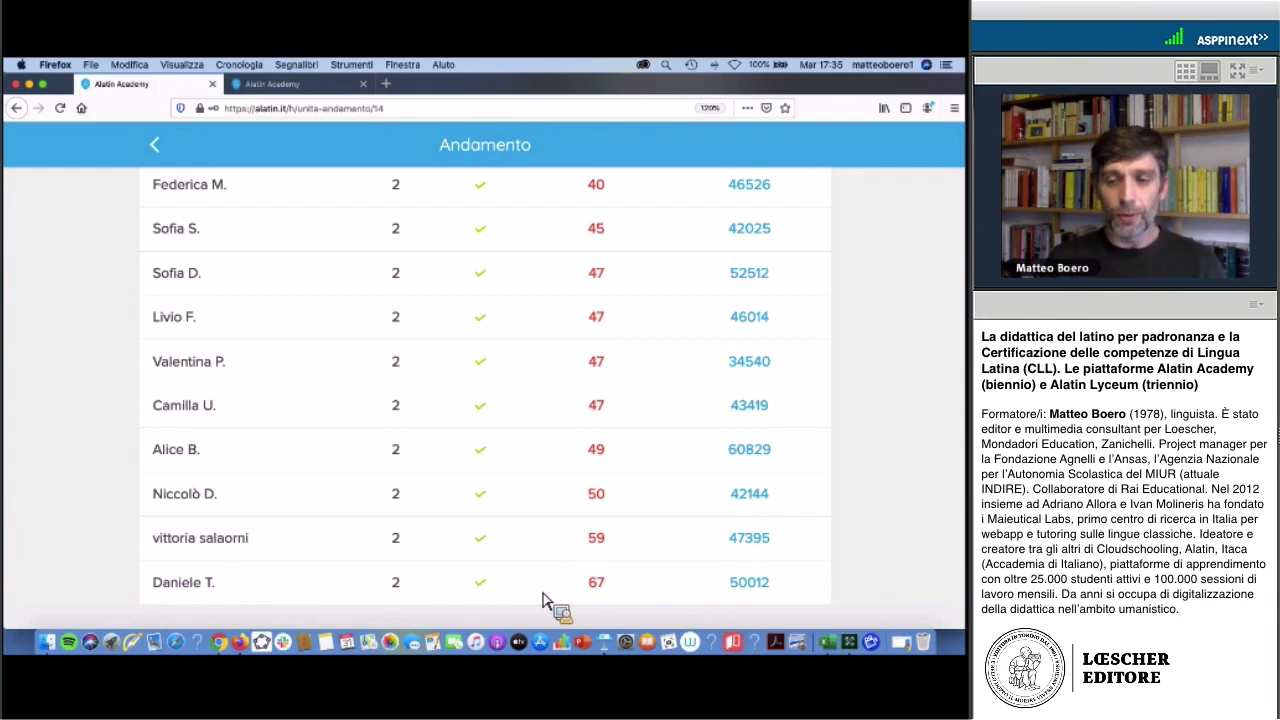 ASPPInext»
Firefox File Modifica Visualizza Cronologia Segnalibri Strumenti Finestra Aiuto 100% Mar 17:35 matteoboero1
Alatin Academy × Alatin Academy × +
https://alatin.it/h/unita-andamento/14 120%
Andamento
Federica M. 2 40 46526
Sofia S. 2 45 42025
Sofia D. 2 47 52512
Livio F. 2 47 46014
Valentina P. 2 47 34540
Camilla U. 2 47 43419
Alice B. 2 49 60829
Niccolò D. 2 50 42144
vittoria salaorni 2 59 47395
Daniele T. 2 67 50012
Matteo Boero
La didattica del latino per padronanza e la
Certificazione delle competenze di Lingua
Latina (CLL). Le piattaforme Alatin Academy
(biennio) e Alatin Lyceum (triennio)
Formatore/i: Matteo Boero (1978), linguista. È stato
editor e multimedia consultant per Loescher,
Mondadori Education, Zanichelli. Project manager per
la Fondazione Agnelli e l'Ansas, l'Agenzia Nazionale
per l'Autonomia Scolastica del MIUR (attuale
INDIRE). Collaboratore di Rai Educational. Nel 2012
insieme ad Adriano Allora e Ivan Molineris ha fondato
i Maieutical Labs, primo centro di ricerca in Italia per
webapp e tutoring sulle lingue classiche. Ideatore e
creatore tra gli altri di Cloudschooling, Alatin, Itaca
(Accademia di Italiano), piattaforme di apprendimento
con oltre 25.000 studenti attivi e 100.000 sessioni di
lavoro mensili. Da anni si occupa di digitalizzazione
della didattica nell'ambito umanistico.
LŒSCHER
EDITORE